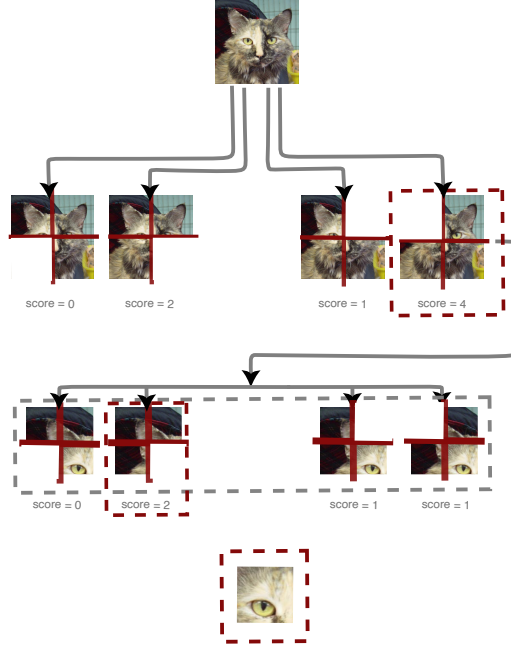 score = 0
score = 2
score = 1
score = 4
score = 0
score = 2
score = 1
score = 1